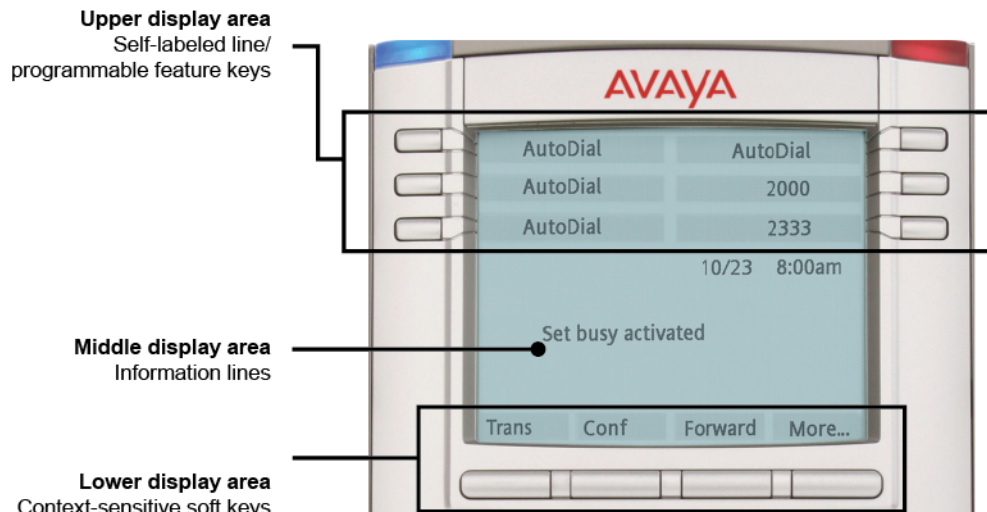 Upper display area
Self-labeled line/
programmable feature keys
AVAYA
AutoDial AutoDial
AutoDial 2000
AutoDial 2333
10/23 8:00am
Set busy activated
Middle display area
Information lines
Trans Conf Forward More...
Lower display area
Context-sensitive soft keys